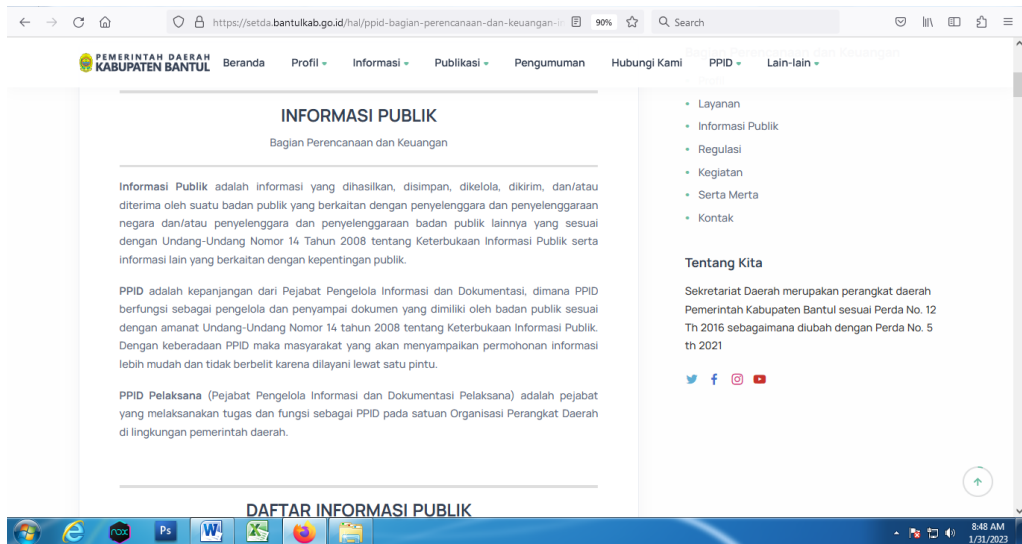 https://setda.bantulkab.go.id/hal/ppid-bagian-perencanaan-dan-keuangan-ir
90%
Search
PEMERINTAH DAERAH
KABUPATEN BANTUL
Beranda
Profil
Informasi
Publikasi
Pengumuman
Hubungi Kami
PPID
Lain-lain
Bagian Perencanaan dan Keuangan
INFORMASI PUBLIK
Bagian Perencanaan dan Keuangan
Informasi Publik adalah informasi yang dihasilkan, disimpan, dikelola, dikirim, dan/atau
diterima oleh suatu badan publik yang berkaitan dengan penyelenggara dan penyelenggaraan
negara dan/atau penyelenggara dan penyelenggaraan badan publik lainnya yang sesuai
dengan Undang-Undang Nomor 14 Tahun 2008 tentang Keterbukaan Informasi Publik serta
informasi lain yang berkaitan dengan kepentingan publik.
PPID adalah kepanjangan dari Pejabat Pengelola Informasi dan Dokumentasi, dimana PPID
berfungsi sebagai pengelola dan penyampai dokumen yang dimiliki oleh badan publik sesuai
dengan amanat Undang-Undang Nomor 14 tahun 2008 tentang Keterbukaan Informasi Publik.
Dengan keberadaan PPID maka masyarakat yang akan menyampaikan permohonan informasi
lebih mudah dan tidak berbelit karena dilayani lewat satu pintu.
PPID Pelaksana (Pejabat Pengelola Informasi dan Dokumentasi Pelaksana) adalah pejabat
yang melaksanakan tugas dan fungsi sebagai PPID pada satuan Organisasi Perangkat Daerah
di lingkungan pemerintah daerah.
DAFTAR INFORMASI PUBLIK
Layanan
Informasi Publik
Regulasi
Kegiatan
Serta Merta
Kontak
Tentang Kita
Sekretariat Daerah merupakan perangkat daerah
Pemerintah Kabupaten Bantul sesuai Perda No. 12
Th 2016 sebagaimana diubah dengan Perda No. 5
th 2021
nox
Ps
8:48 AM
1/31/2023